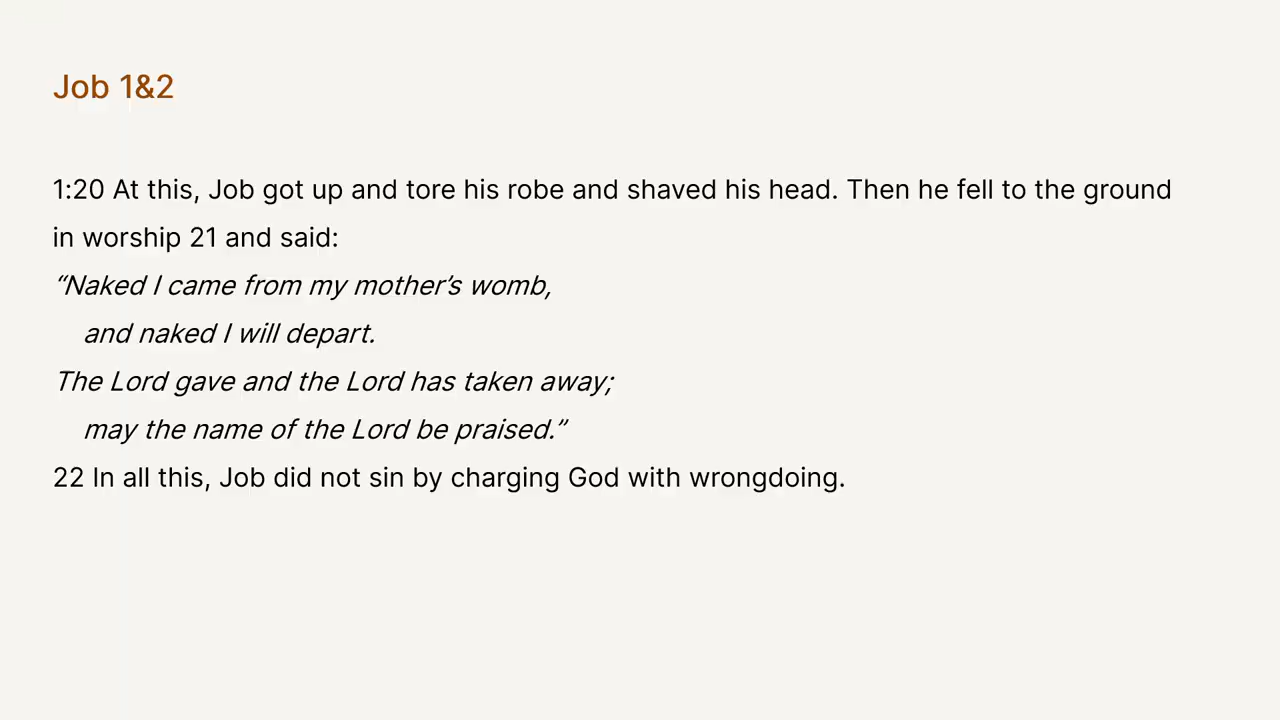 Job 1&2
1:20 At this, Job got up and tore his robe and shaved his head. Then he fell to the ground
in worship 21 and said:
“Naked I came from my mother’s womb,
and naked I will depart.
The Lord gave and the Lord has taken away;
may the name of the Lord be praised.”
22 In all this, Job did not sin by charging God with wrongdoing.